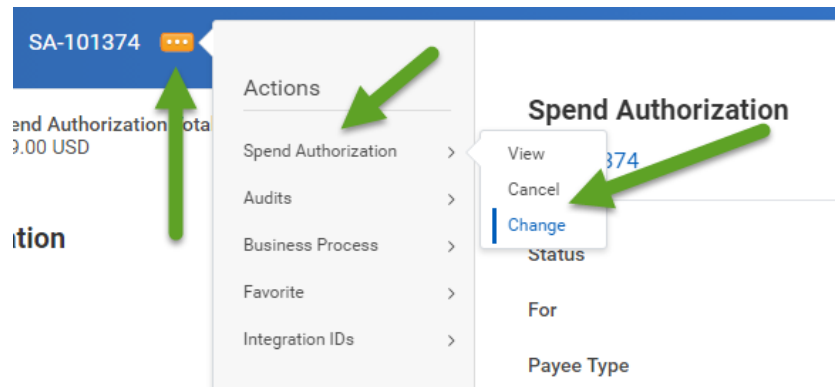 SA-101374
Actions
end Authorization Total
9.00 USD
Spend Authorization
Spend Authorization
View
374
Audits
Cancel
ation
Business Process
Change
Status
Favorite
For
Integration IDs
Payee Type